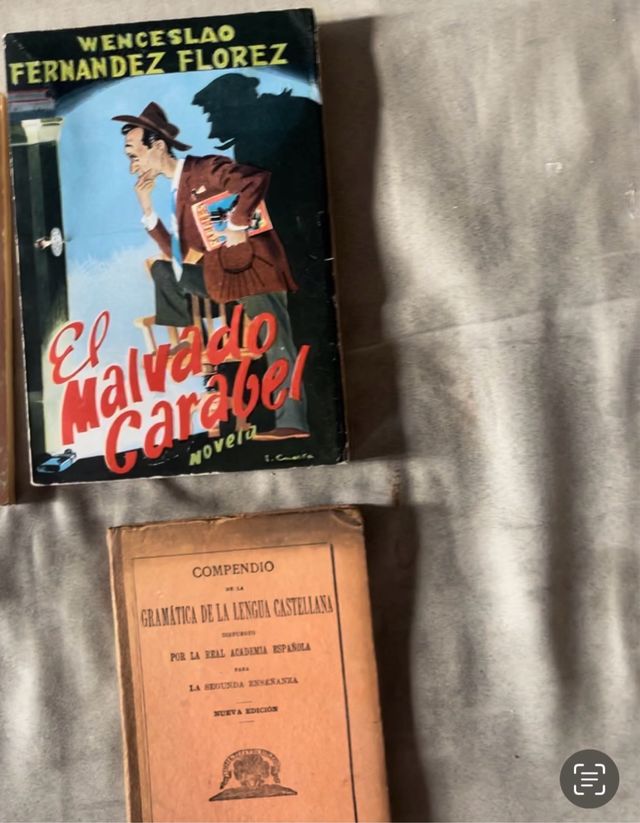 WENCESLAO
FERNANDEZ FLOREZ
El
Malvado
Carabel
Novela
COMPENDIO
DE LA
GRAMÁTICA DE LA LENGUA CASTELLANA
DISPUESTO
POR LA REAL ACADEMIA ESPAÑOLA
PARA
LA SEGUNDA ENSEÑANZA
NUEVA EDICIÓN